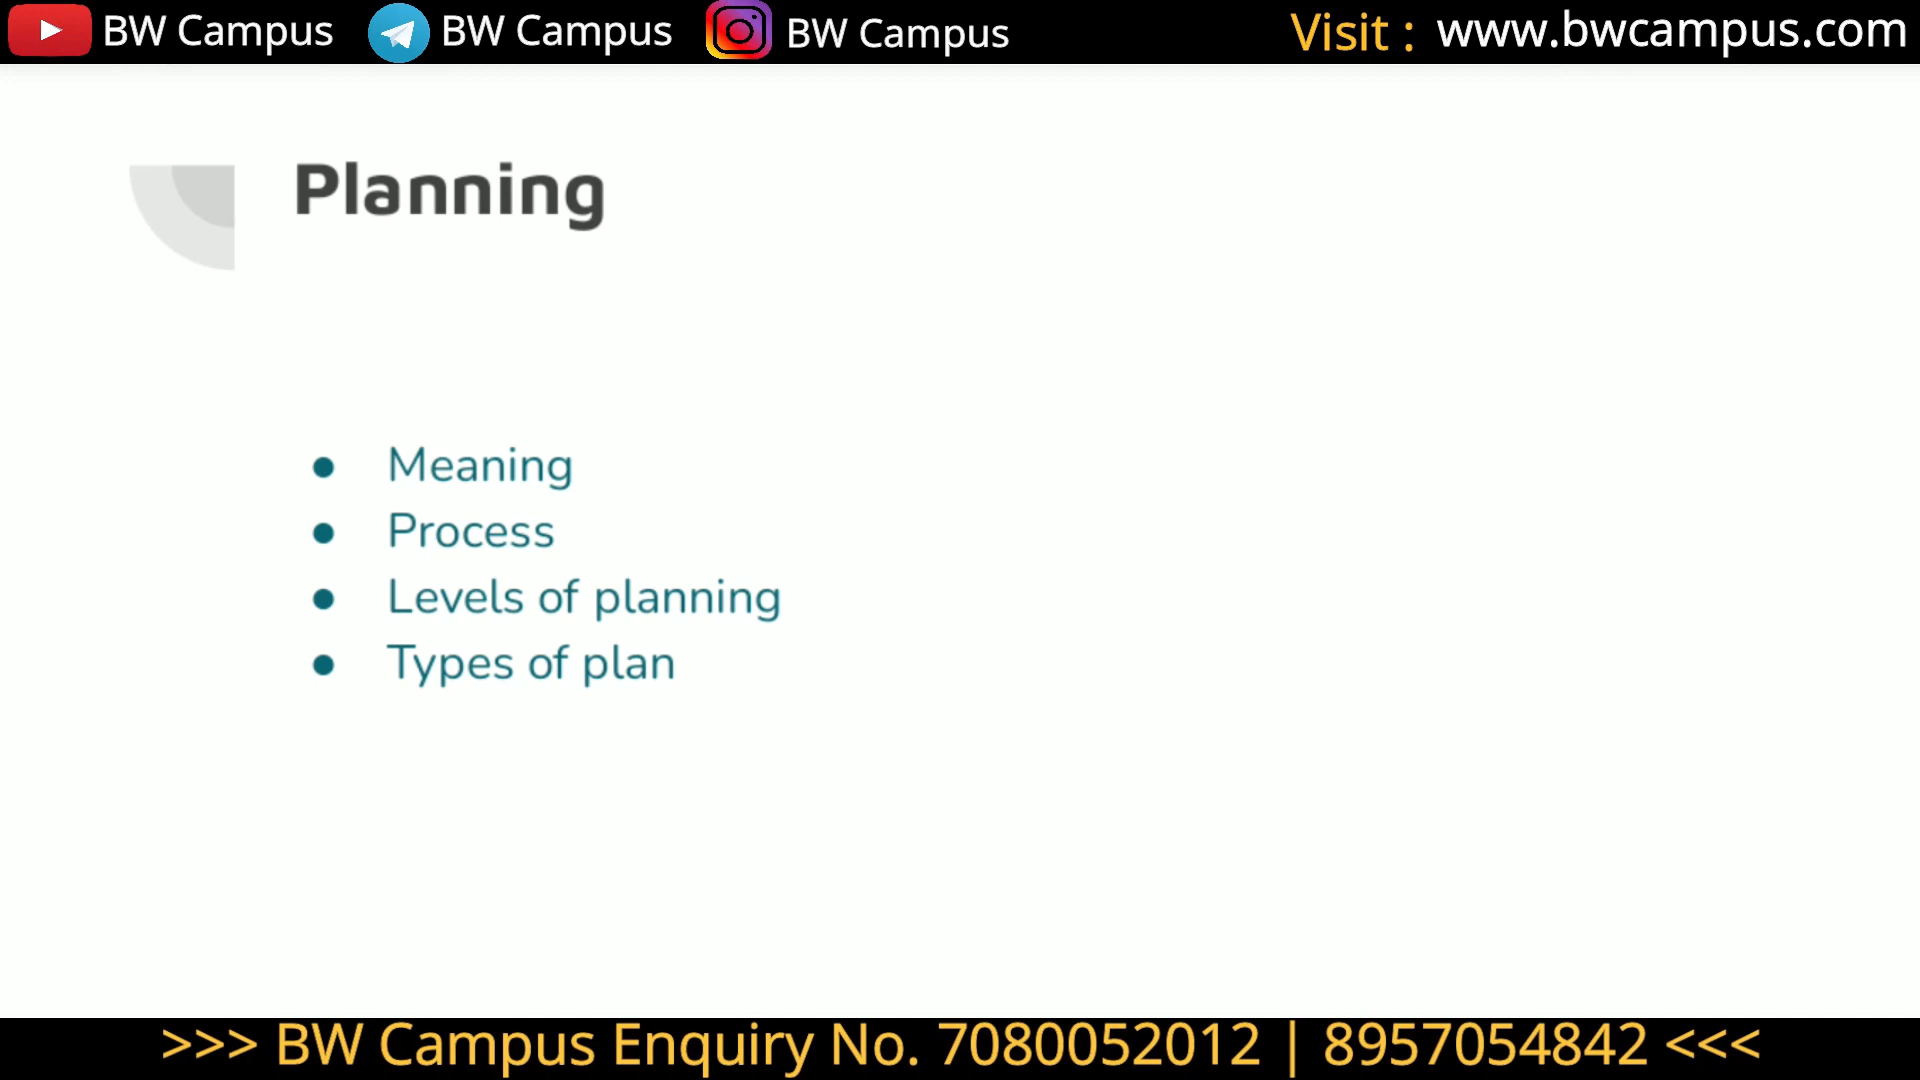 BW Campus BW Campus BW Campus Visit : www.bwcampus.com
Planning
● Meaning
● Process
● Levels of planning
● Types of plan
>>> BW Campus Enquiry No. 7080052012 | 8957054842 <<<